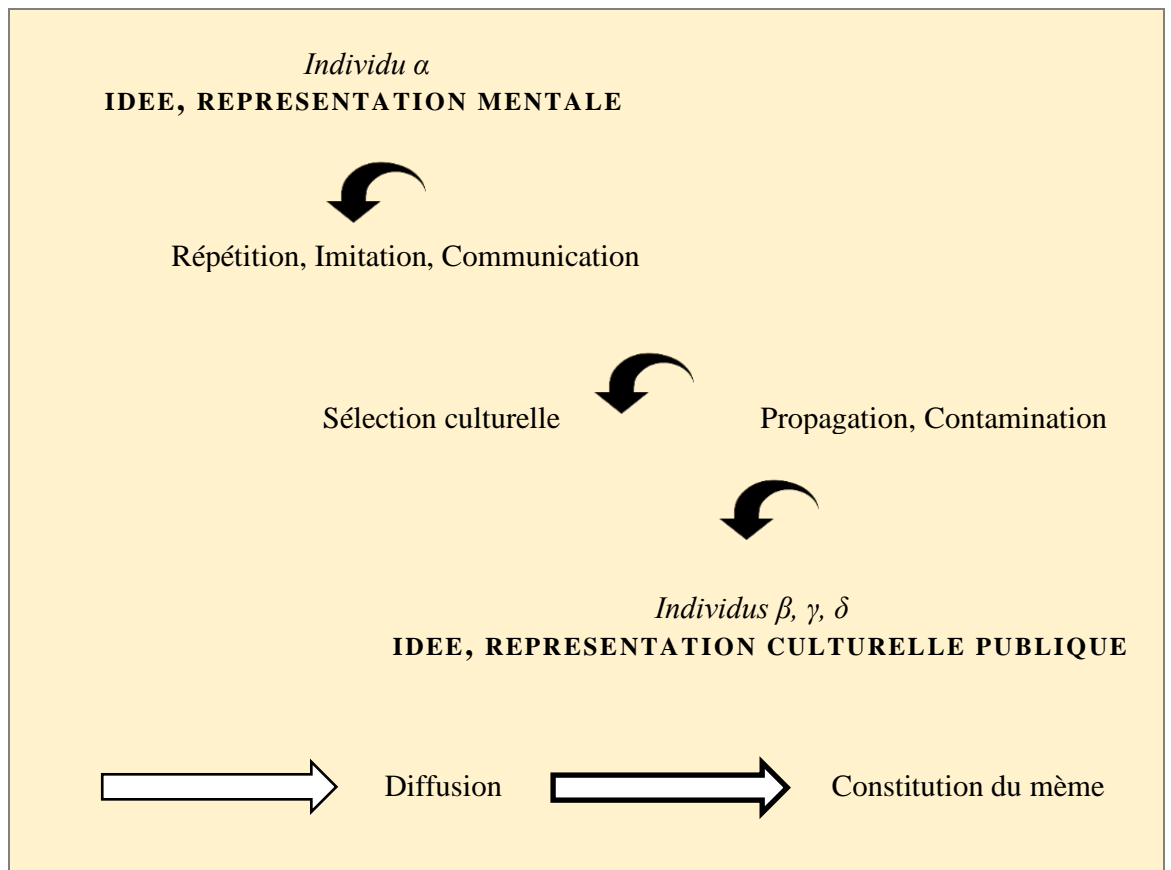 Individu α
IDEE, REPRESENTATION MENTALE
Répétition, Imitation, Communication
Sélection culturelle
Propagation, Contamination
Individus β, γ, δ
IDEE, REPRESENTATION CULTURELLE PUBLIQUE
Diffusion
Constitution du mème